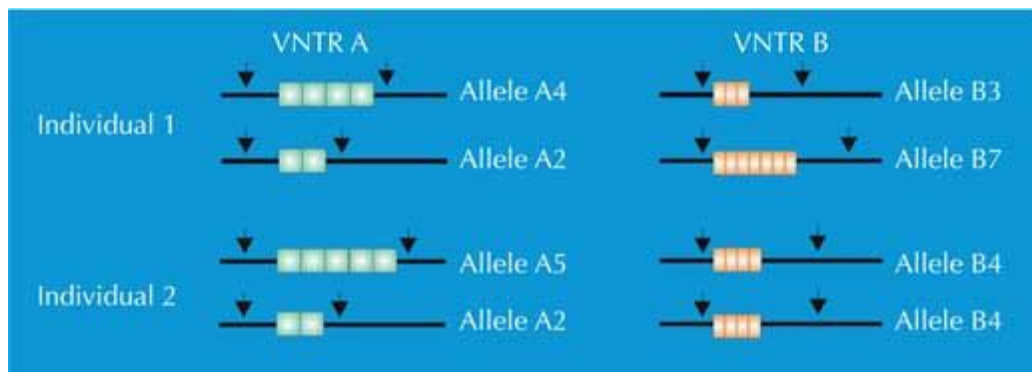 VNTR A
VNTR B
Allele A4
Allele B3
Individual 1
Allele A2
Allele B7
Allele A5
Allele B4
Individual 2
Allele A2
Allele B4